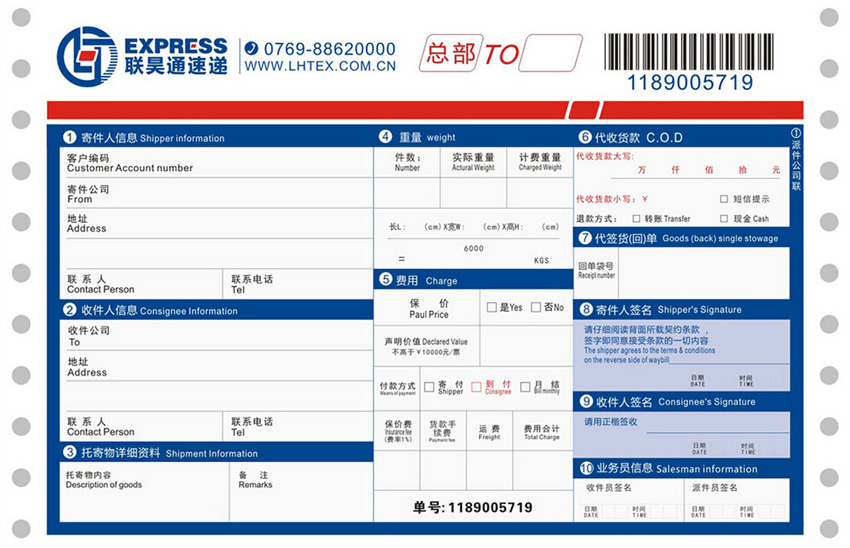 EXPRESS
联昊通速递
0769-88620000
WWW.LHTEX.COM.CN
总部 TO
1189005719
① 寄件人信息 Shipper information
客户编码
Customer Account number
寄件公司
From
地址
Address
联系人
Contact Person
联系电话
Tel
② 收件人信息 Consignee Information
收件公司
To
地址
Address
联系人
Contact Person
联系电话
Tel
③ 托寄物详细资料 Shipment Information
托寄物内容
Description of goods
备 注
Remarks
④ 重量 weight
件数:
Number
实际重量
Actural Weight
计费重量
Charged Weight
长L: (cm)X宽W: (cm)X高H: (cm)
6000
= KGS
⑤ 费用 Charge
保 价
Paul Price
□ 是Yes □ 否No
声明价值 Declared Value
不高于￥10000元/票
付款方式
Means of payment
□ 寄 付
Shipper
□ 到 付
Consignee
□ 月 结
Bill minthly
保价费
Insurance fee
(费率1%)
货款手
续费
Payment fee
运 费
Freight
费用合计
Total Charge
单号: 1189005719
⑥ 代收货款 C.O.D
代收货款大写:
万 仟 佰 拾 元
代收货款小写: ￥ □ 短信提示
退款方式: □ 转账 Transfer □ 现金 Cash
⑦ 代签货(回)单 Goods (back) single stowage
回单袋号
Receipt number
⑧ 寄件人签名 Shipper's Signature
请仔细阅读背面所载契约条款，
签字即同意接受条款的一切内容
The shipper agrees to the terms & conditions
on the reverse side of waybill
日期 时间
DATE TIME
⑨ 收件人签名 Consignee's Signature
请用正楷签收
日期 时间
DATE TIME
⑩ 业务员信息 Salesman information
收件员签名
日期 时间
DATE TIME
派件员签名
日期 时间
DATE TIME
①派件公司联